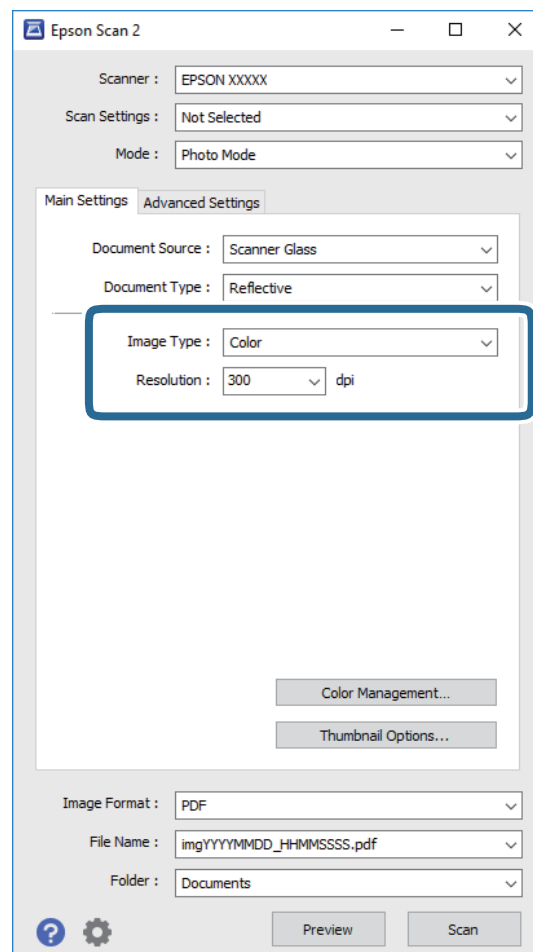 Epson Scan 2
Scanner : EPSON XXXXX
Scan Settings : Not Selected
Mode : Photo Mode
Main Settings Advanced Settings
Document Source : Scanner Glass
Document Type : Reflective
Image Type : Color
Resolution : 300 dpi
Color Management...
Thumbnail Options...
Image Format : PDF
File Name : imgYYYYMMDD_HHMMSSSS.pdf
Folder : Documents
? Preview Scan